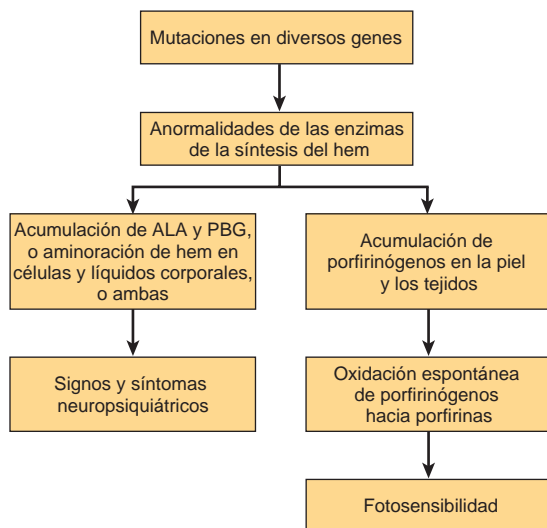 Mutaciones en diversos genes
Anormalidades de las enzimas
de la síntesis del hem
Acumulación de ALA y PBG,
o aminoración de hem en
células y líquidos corporales,
o ambas
Acumulación de
porfirinógenos en la piel
y los tejidos
Signos y síntomas
neuropsiquiátricos
Oxidación espontánea
de porfirinógenos
hacia porfirinas
Fotosensibilidad